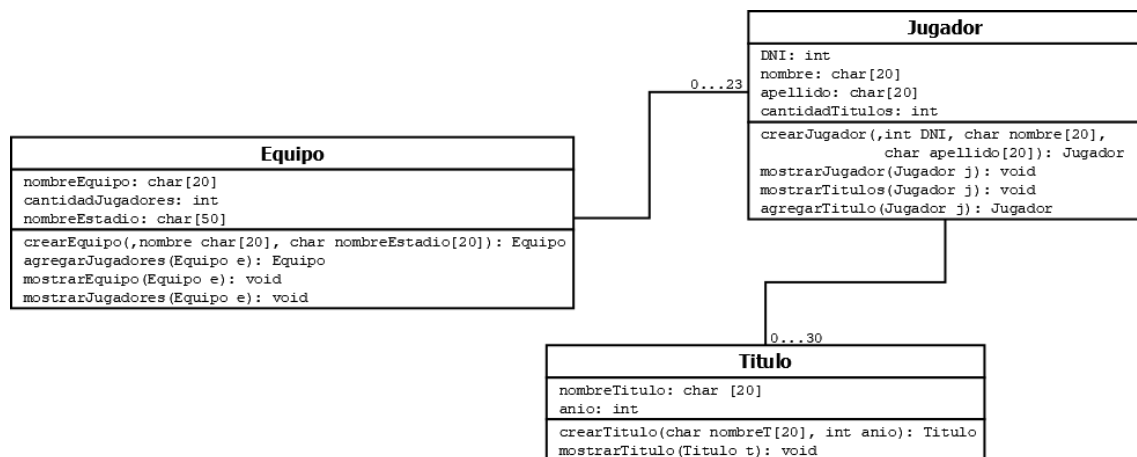 Jugador
DNI: int
nombre: char[20]
apellido: char[20]
cantidadTitulos: int
crearJugador(,int DNI, char nombre[20],
char apellido[20]): Jugador
mostrarJugador(Jugador j): void
mostrarTitulos(Jugador j): void
agregarTitulo(Jugador j): Jugador
0...23
Equipo
nombreEquipo: char[20]
cantidadJugadores: int
nombreEstadio: char[50]
crearEquipo(,nombre char[20], char nombreEstadio[20]): Equipo
agregarJugadores(Equipo e): Equipo
mostrarEquipo(Equipo e): void
mostrarJugadores(Equipo e): void
0...30
Titulo
nombreTitulo: char [20]
anio: int
crearTitulo(char nombreT[20], int anio): Titulo
mostrarTitulo(Titulo t): void